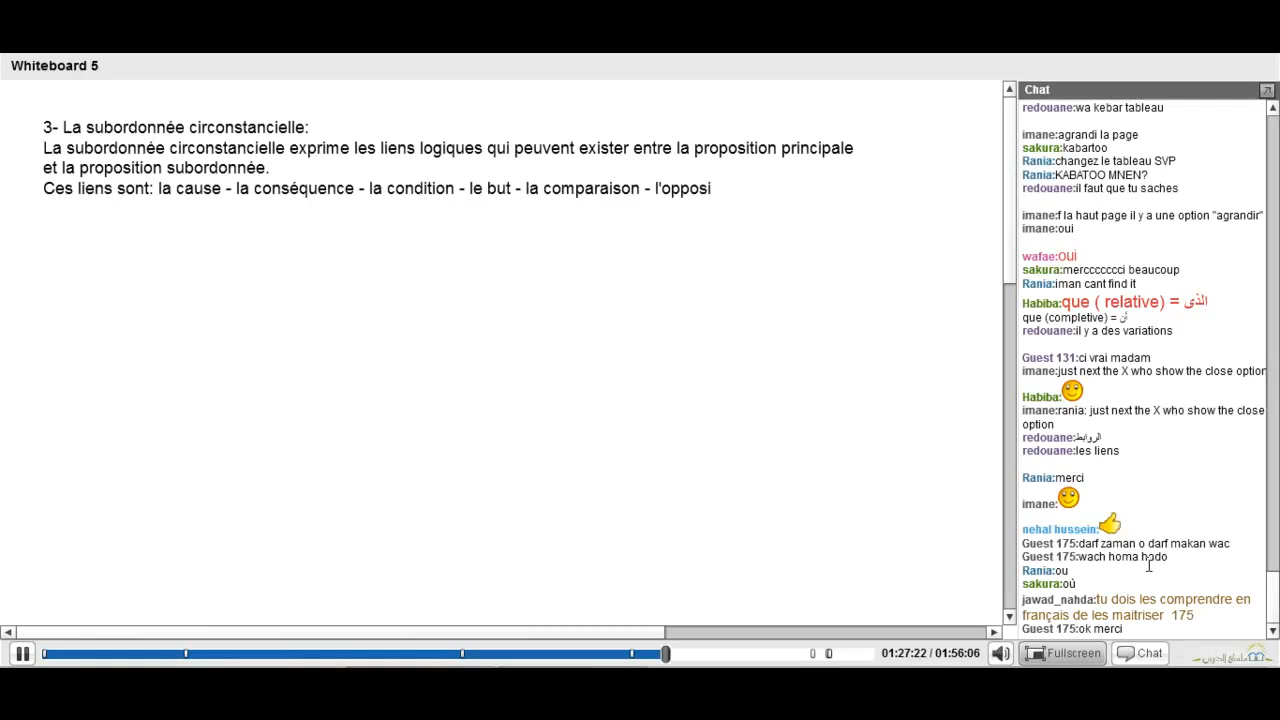 Whiteboard 5
3- La subordonnée circonstancielle:
La subordonnée circonstancielle exprime les liens logiques qui peuvent exister entre la proposition principale
et la proposition subordonnée.
Ces liens sont: la cause - la conséquence - la condition - le but - la comparaison - l'opposi
Chat
redouane:wa kebar tableau
imane:agrandi la page
sakura:kabartoo
Rania:changez le tableau SVP
Rania:KABATOO MNEN?
redouane:il faut que tu saches
imane:f la haut page il y a une option "agrandir"
imane:oui
wafae:OUİ
sakura:merccccccci beaucoup
Rania:iman cant find it
Habiba:que ( relative) = الذى
que (completive) = أن
redouane:il y a des variations
Guest 131:ci vrai madam
imane:just next the X who show the close option
Habiba:
imane:rania: just next the X who show the close
option
redouane:الروابط
redouane:les liens
Rania:merci
imane:
nehal hussein:
Guest 175:darf zaman o darf makan wac
Guest 175:wach homa hado
Rania:ou
sakura:où
jawad_nahda:tu dois les comprendre en
français de les maitriser 175
Guest 175:ok merci
01:27:22 / 01:56:06
Fullscreen
Chat